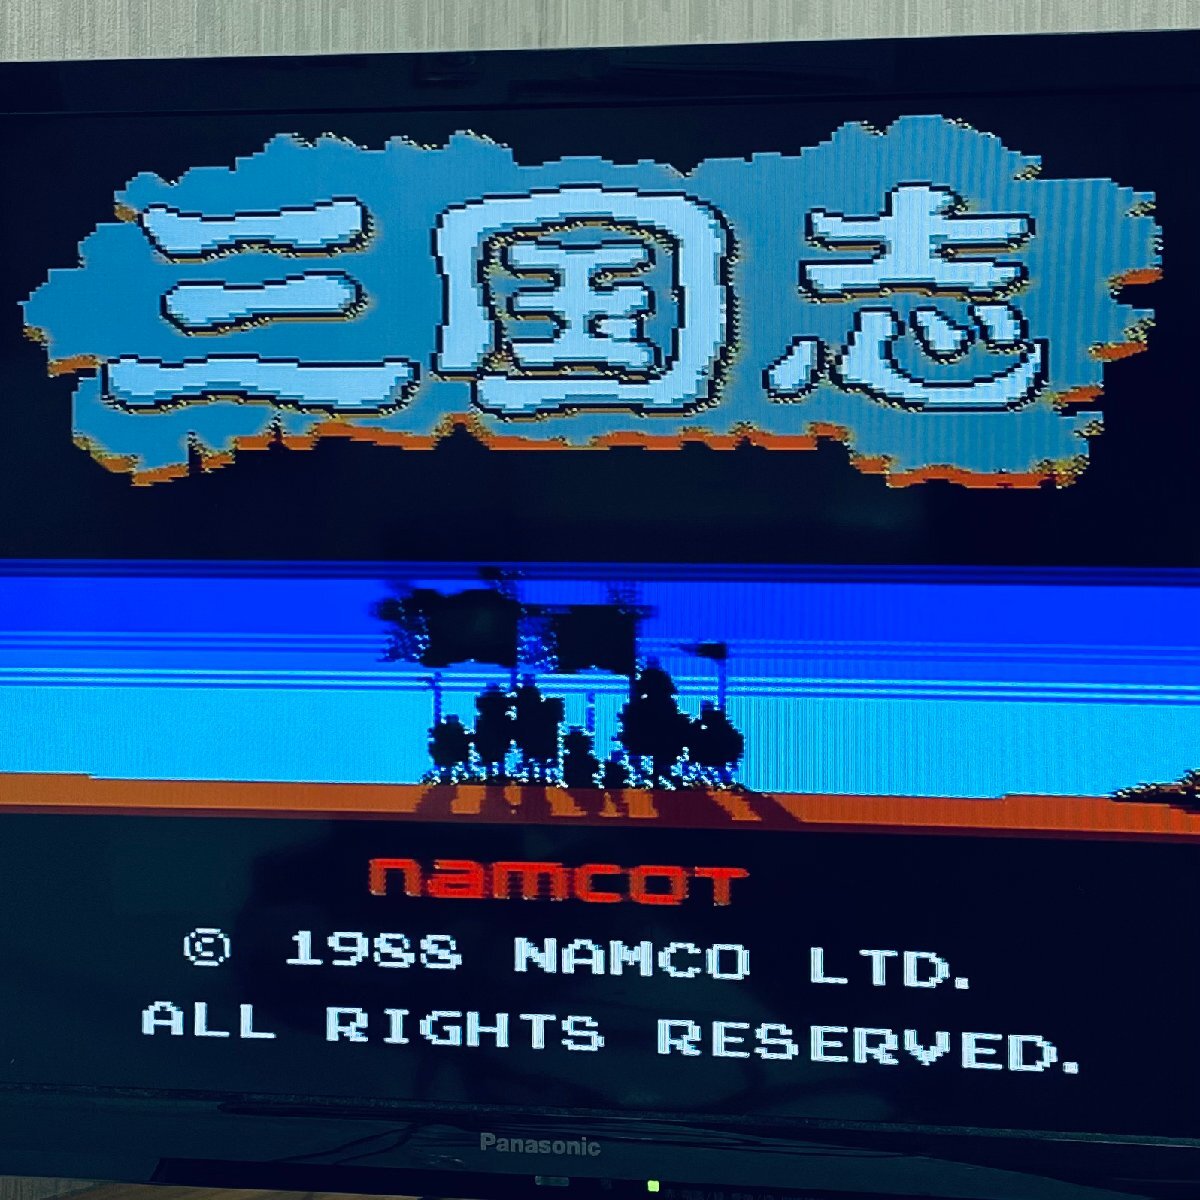 三国志
namcot
© 1988 NAMCO LTD.
ALL RIGHTS RESERVED.
Panasonic